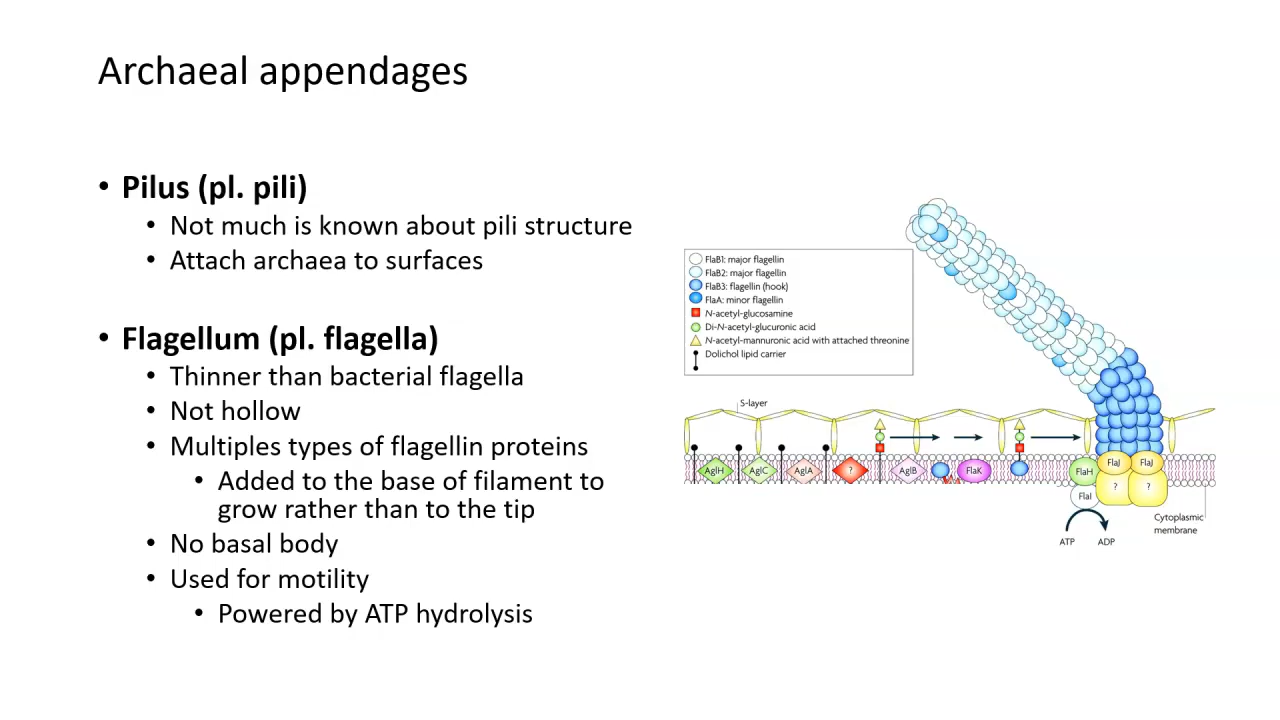 Archaeal appendages
• Pilus (pl. pili)
• Not much is known about pili structure
• Attach archaea to surfaces
• Flagellum (pl. flagella)
• Thinner than bacterial flagella
• Not hollow
• Multiples types of flagellin proteins
• Added to the base of filament to
grow rather than to the tip
• No basal body
• Used for motility
• Powered by ATP hydrolysis
FlaB1: major flagellin
FlaB2: major flagellin
FlaB3: flagellin (hook)
FlaA: minor flagellin
N-acetyl-glucosamine
Di-N-acetyl-glucuronic acid
N-acetyl-mannuronic acid with attached threonine
Dolichol lipid carrier
S-layer
AglH
AglC
AglA
?
AglB
FlaK
FlaH
FlaJ
FlaJ
?
?
FlaI
ATP
ADP
Cytoplasmic
membrane